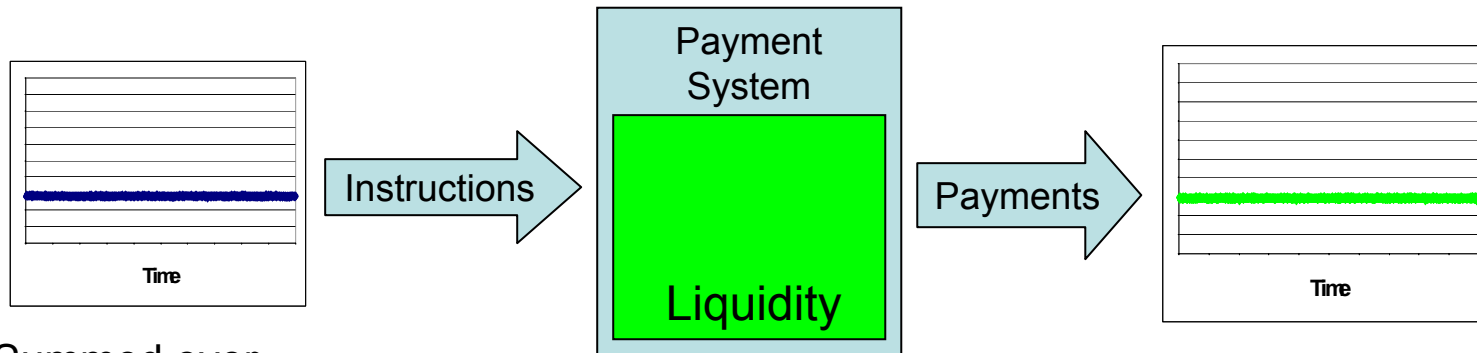 Payment
System
Instructions
Payments
Liquidity
Time
Time